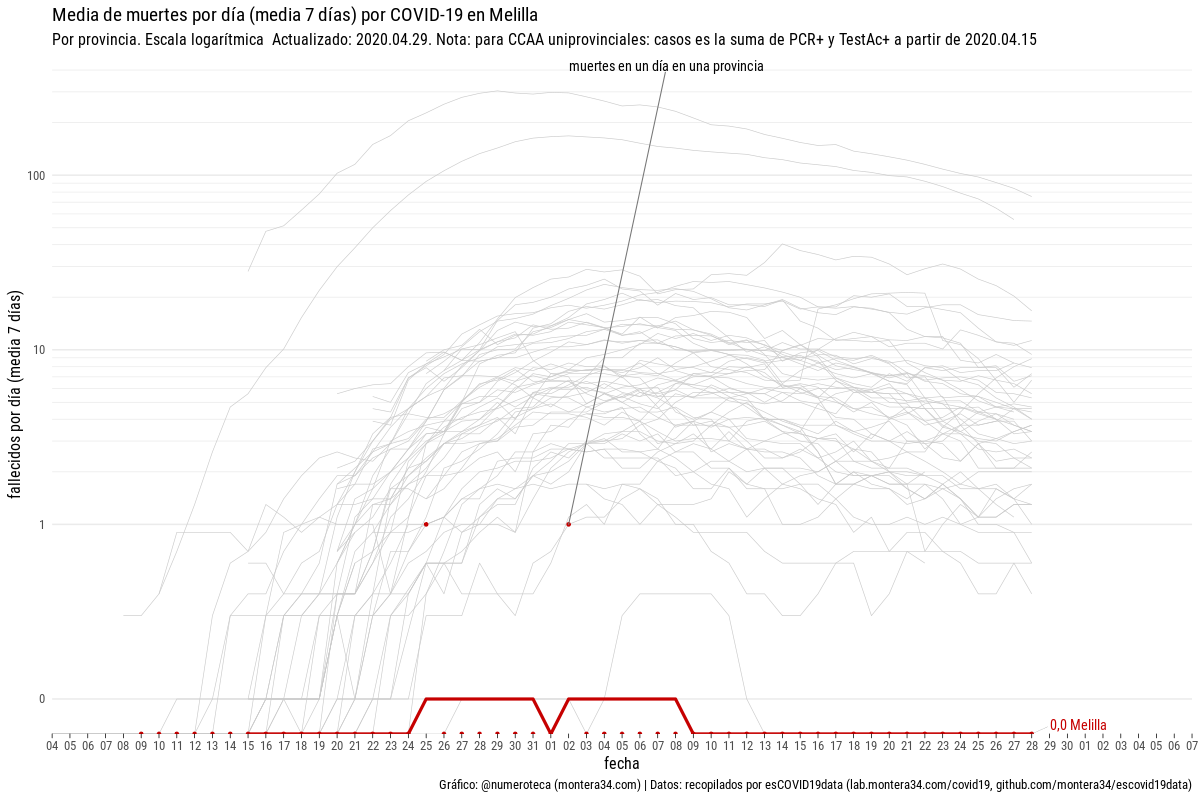 Media de muertes por día (media 7 días) por COVID-19 en Melilla
Por provincia. Escala logarítmica  Actualizado: 2020.04.29. Nota: para CCAA uniprovinciales: casos es la suma de PCR+ y TestAc+ a partir de 2020.04.15
muertes en un día en una provincia
fallecidos por día (media 7 días)
100
10
1
0
0,0 Melilla
04 05 06 07 08 09 10 11 12 13 14 15 16 17 18 19 20 21 22 23 24 25 26 27 28 29 30 31 01 02 03 04 05 06 07 08 09 10 11 12 13 14 15 16 17 18 19 20 21 22 23 24 25 26 27 28 29 30 01 02 03 04 05 06 07
fecha
Gráfico: @numeroteca (montera34.com) | Datos: recopilados por esCOVID19data (lab.montera34.com/covid19, github.com/montera34/escovid19data)